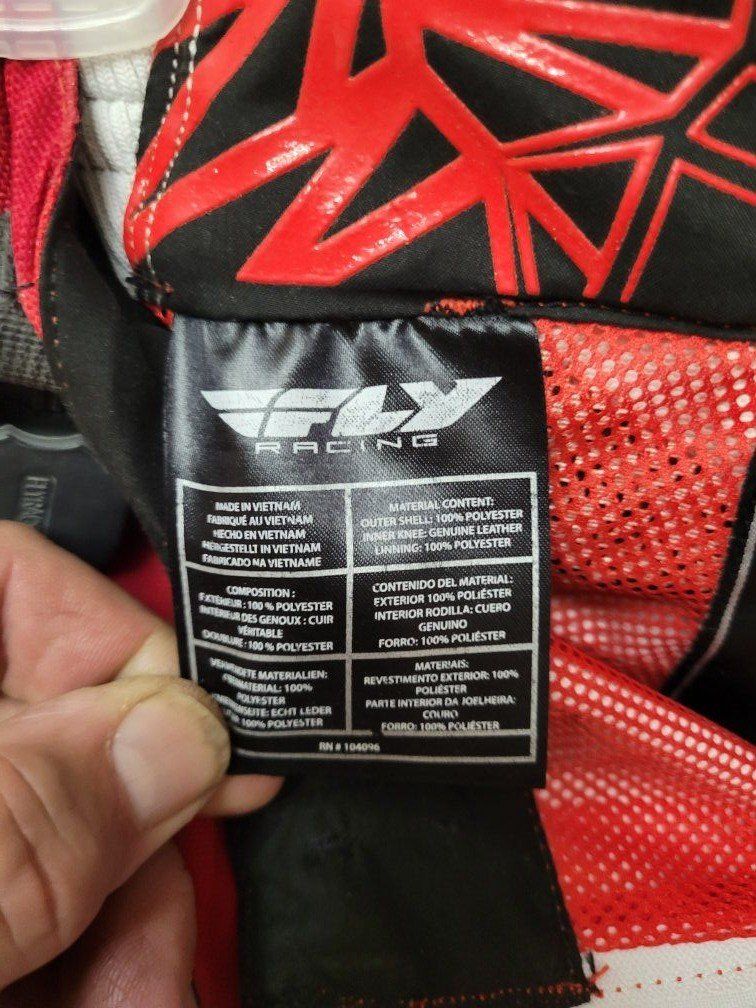 FLY
RACING
MADE IN VIETNAM
FABRIQUÉ AU VIETNAM
HECHO EN VIETNAM
HERGESTELLT IN VIETNAM
FABRICADO NA VIETNAME
MATERIAL CONTENT:
OUTER SHELL: 100% POLYESTER
INNER KNEE: GENUINE LEATHER
LINNING: 100% POLYESTER
COMPOSITION :
EXTÉRIEUR : 100 % POLYESTER
INTÉRIEUR DES GENOUX : CUIR
VÉRITABLE
DOUBLURE : 100 % POLYESTER
CONTENIDO DEL MATERIAL:
EXTERIOR 100% POLIÉSTER
INTERIOR RODILLA: CUERO
GENUINO
FORRO: 100% POLIÉSTER
VERWENDETE MATERIALIEN:
100%
POLYESTER
ECHT LEDER
100% POLYESTER
MATERIAIS:
REVESTIMENTO EXTERIOR: 100%
POLIÉSTER
PARTE INTERIOR DA JOELHEIRA:
COURO
FORRO: 100% POLIÉSTER
RN # 104096